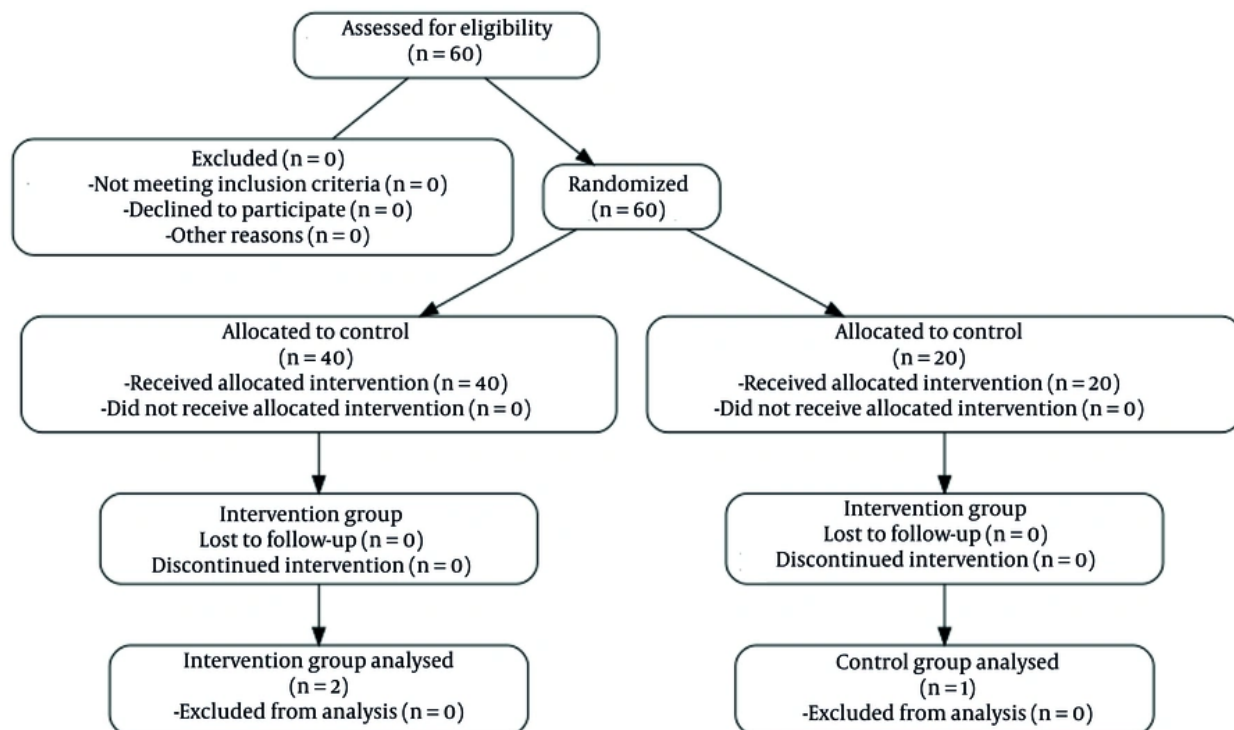 Assessed for eligibility
(n = 60)
Excluded (n = 0)
-Not meeting inclusion criteria (n = 0)
-Declined to participate (n = 0)
-Other reasons (n = 0)
Randomized
(n = 60)
Allocated to control
(n = 40)
-Received allocated intervention (n = 40)
-Did not receive allocated intervention (n = 0)
Allocated to control
(n = 20)
-Received allocated intervention (n = 20)
-Did not receive allocated intervention (n = 0)
Intervention group
Lost to follow-up (n = 0)
Discontinued intervention (n = 0)
Intervention group
Lost to follow-up (n = 0)
Discontinued intervention (n = 0)
Intervention group analysed
(n = 2)
-Excluded from analysis (n = 0)
Control group analysed
(n = 1)
-Excluded from analysis (n = 0)